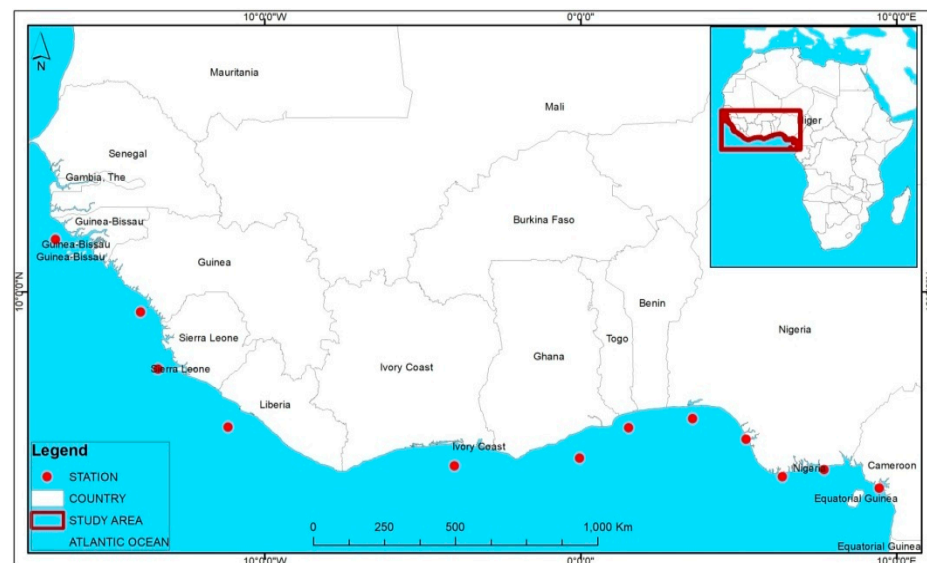 10°0'0"W
0°0'0"
10°0'0"E
N
Mauritania
Mali
Niger
Senegal
Gambia, The
Guinea-Bissau
Guinea-Bissau
Guinea-Bissau
Burkina Faso
Guinea
Benin
10°0'0"N
Sierra Leone
Ivory Coast
Ghana
Togo
Nigeria
Sierra Leone
Liberia
Ivory Coast
Nigeria
Cameroon
Equatorial Guinea
Equatorial Guinea
Legend
STATION
COUNTRY
STUDY AREA
ATLANTIC OCEAN
0 250 500 1,000 Km
10°0'0"W
0°0'0"
10°0'0"E